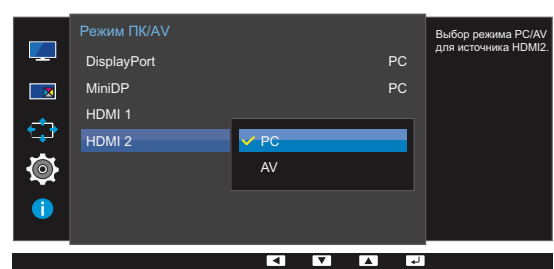 Режим ПК/AV
DisplayPort PC
MiniDP PC
HDMI 1
HDMI 2
PC
AV
Выбор режима PC/AV
для источника HDMI2.